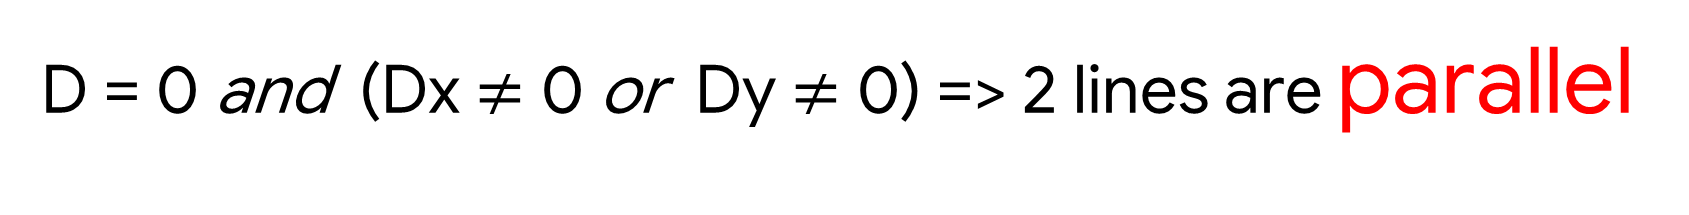 D = 0 and (Dx ≠ 0 or Dy ≠ 0) => 2 lines are parallel